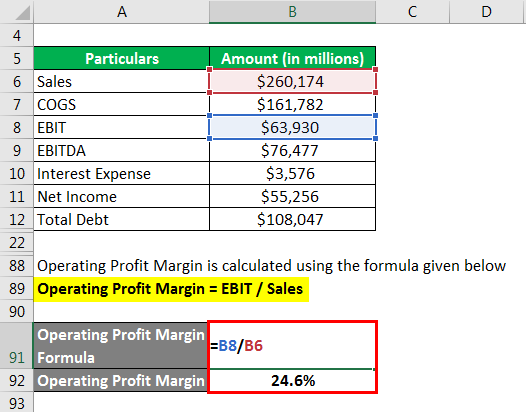 A B C D
4
5 Particulars Amount (in millions)
6 Sales $260,174
7 COGS $161,782
8 EBIT $63,930
9 EBITDA $76,477
10 Interest Expense $3,576
11 Net Income $55,256
12 Total Debt $108,047
22
88 Operating Profit Margin is calculated using the formula given below
89 Operating Profit Margin = EBIT / Sales
90
Operating Profit Margin
91 Formula =B8/B6
92 Operating Profit Margin 24.6%
93